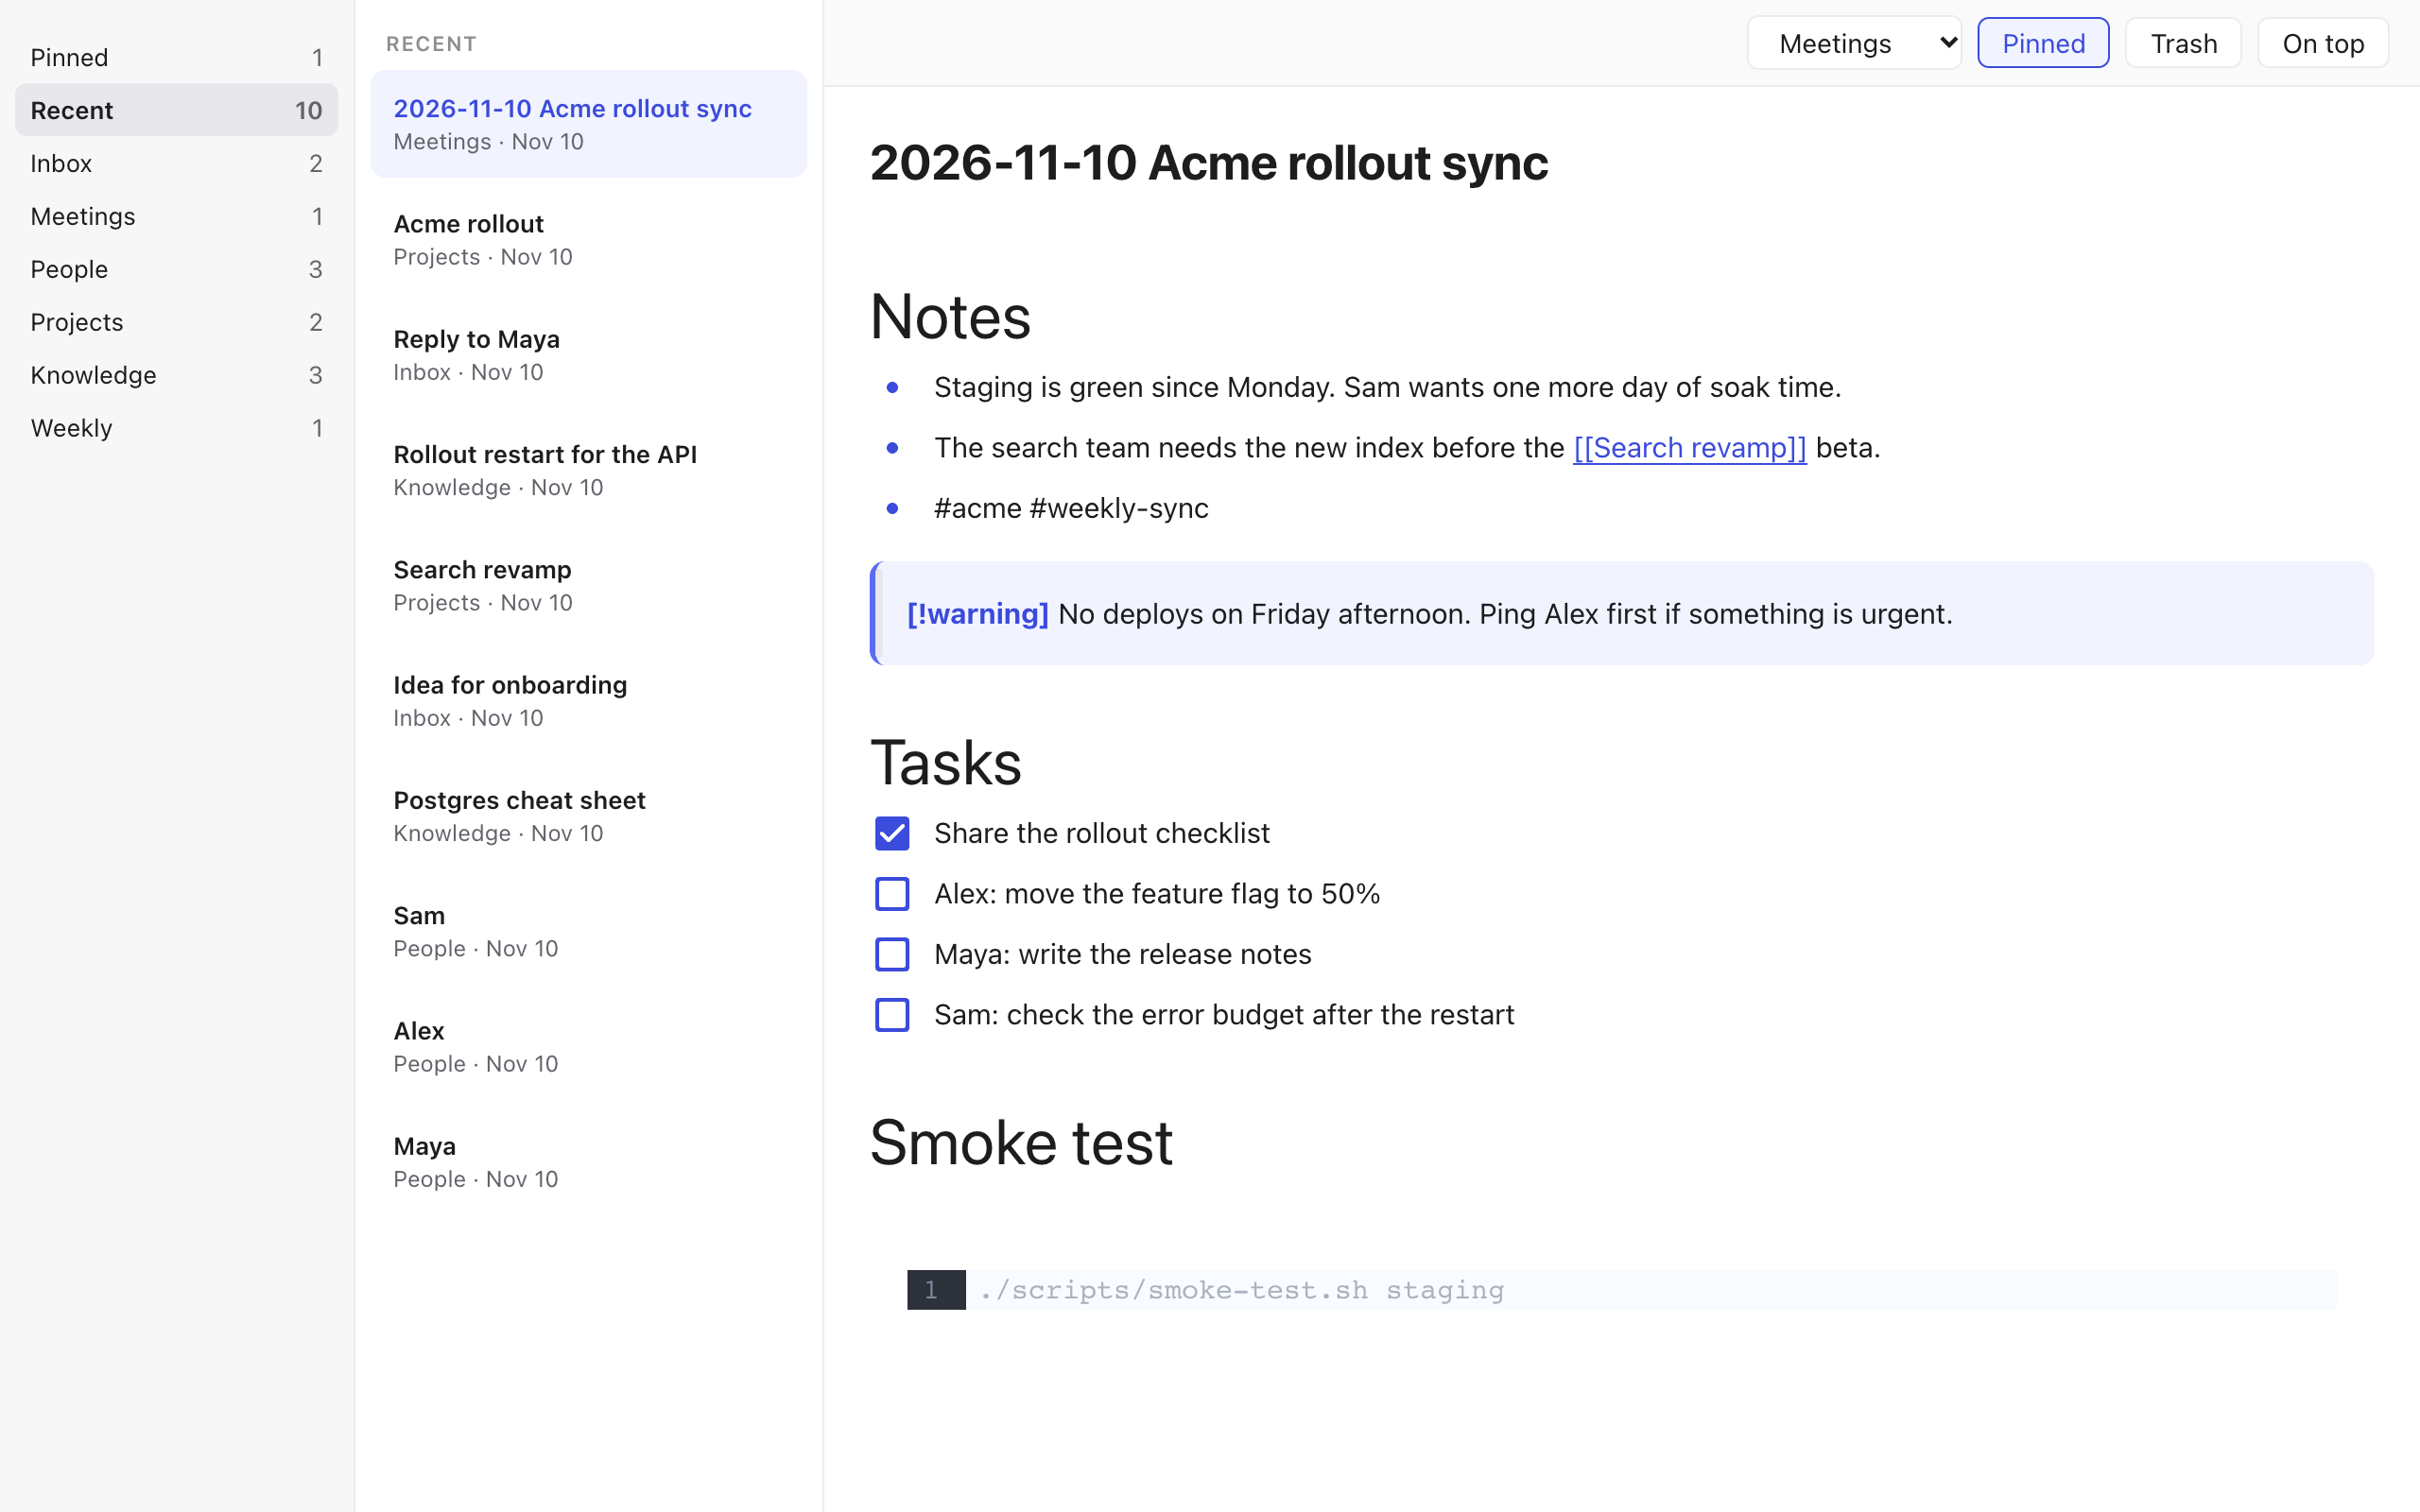 Pinned 1
Recent 10
Inbox 2
Meetings 1
People 3
Projects 2
Knowledge 3
Weekly 1
RECENT
2026-11-10 Acme rollout sync
Meetings · Nov 10
Acme rollout
Projects · Nov 10
Reply to Maya
Inbox · Nov 10
Rollout restart for the API
Knowledge · Nov 10
Search revamp
Projects · Nov 10
Idea for onboarding
Inbox · Nov 10
Postgres cheat sheet
Knowledge · Nov 10
Sam
People · Nov 10
Alex
People · Nov 10
Maya
People · Nov 10
Meetings Pinned Trash On top
2026-11-10 Acme rollout sync
Notes
Staging is green since Monday. Sam wants one more day of soak time.
The search team needs the new index before the [[Search revamp]] beta.
#acme #weekly-sync
[!warning] No deploys on Friday afternoon. Ping Alex first if something is urgent.
Tasks
Share the rollout checklist
Alex: move the feature flag to 50%
Maya: write the release notes
Sam: check the error budget after the restart
Smoke test
1 ./scripts/smoke-test.sh staging